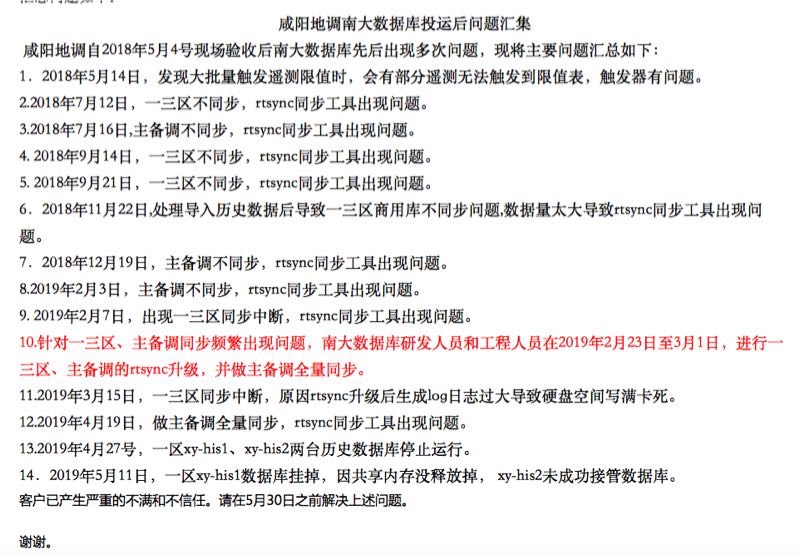 咸阳地调南大数据库投运后问题汇集
咸阳地调自2018年5月4号现场验收后南大数据库先后出现多次问题，现将主要问题汇总如下：
1．2018年5月14日，发现大批量触发遥测限值时，会有部分遥测无法触发到限值表，触发器有问题。
2.2018年7月12日，一三区不同步，rtsync同步工具出现问题。
3.2018年7月16日,主备调不同步，rtsync同步工具出现问题。
4. 2018年9月14日，一三区不同步，rtsync同步工具出现问题。
5. 2018年9月21日，一三区不同步，rtsync同步工具出现问题。
6．2018年11月22日,处理导入历史数据后导致一三区商用库不同步问题,数据量太大导致rtsync同步工具出现问
题。
7．2018年12月19日，主备调不同步，rtsync同步工具出现问题。
8.2019年2月3日，主备调不同步，rtsync同步工具出现问题。
9. 2019年2月7日，出现一三区同步中断，rtsync同步工具出现问题。
10.针对一三区、主备调同步频繁出现问题，南大数据库研发人员和工程人员在2019年2月23日至3月1日，进行一
三区、主备调的rtsync升级，并做主备调全量同步。
11.2019年3月15日，一三区同步中断，原因rtsync升级后生成log日志过大导致硬盘空间写满卡死。
12.2019年4月19日，做主备调全量同步，rtsync同步工具出现问题。
13.2019年4月27号，一区xy-his1、xy-his2两台历史数据库停止运行。
14．2019年5月11日，一区xy-his1数据库挂掉，因共享内存没释放掉， xy-his2未成功接管数据库。
客户已产生严重的不满和不信任。请在5月30日之前解决上述问题。
谢谢。